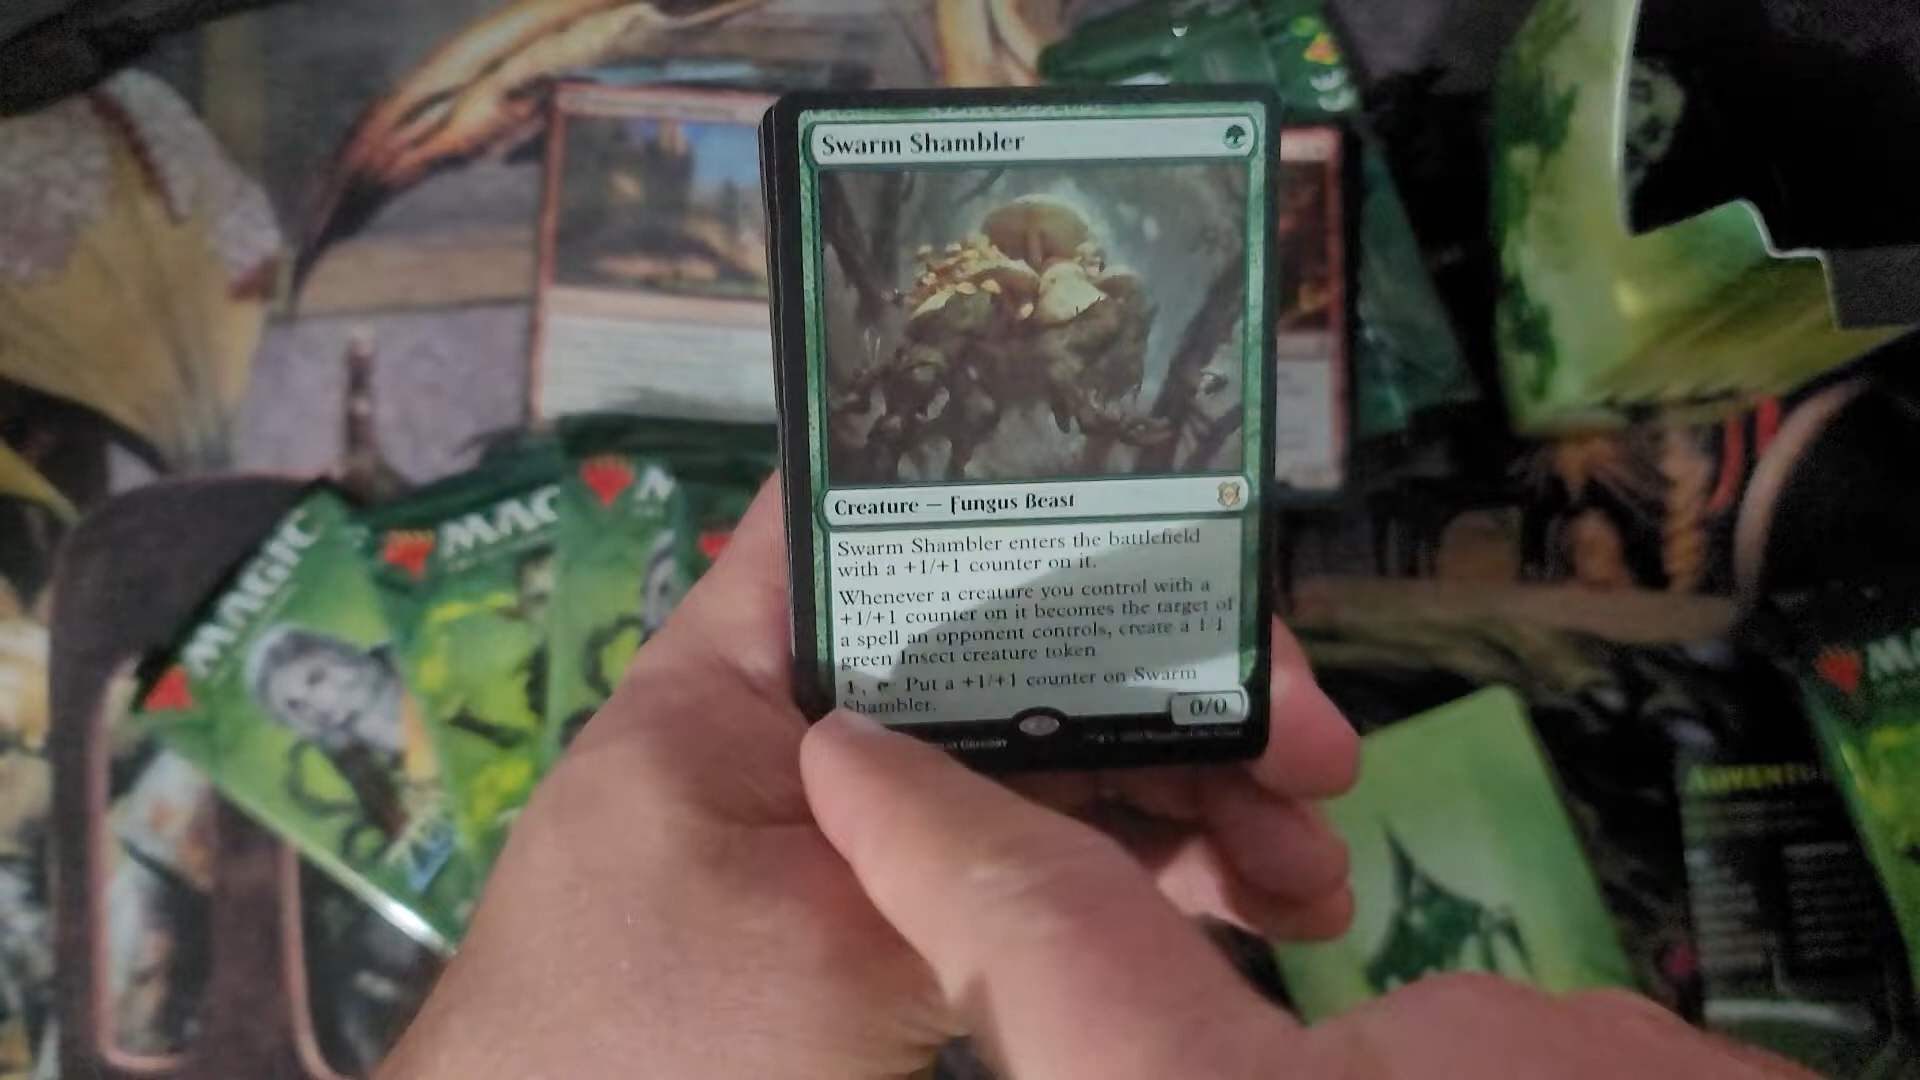 Swarm Shambler
Creature — Fungus Beast
Swarm Shambler enters the battlefield
with a +1/+1 counter on it.
Whenever a creature you control with a
+1/+1 counter on it becomes the target of
a spell an opponent controls, create a 1/1
green Insect creature token
1, Put a +1/+1 counter on Swarm
Shambler.
0/0
MAGIC
MAG
M
ADVENTU